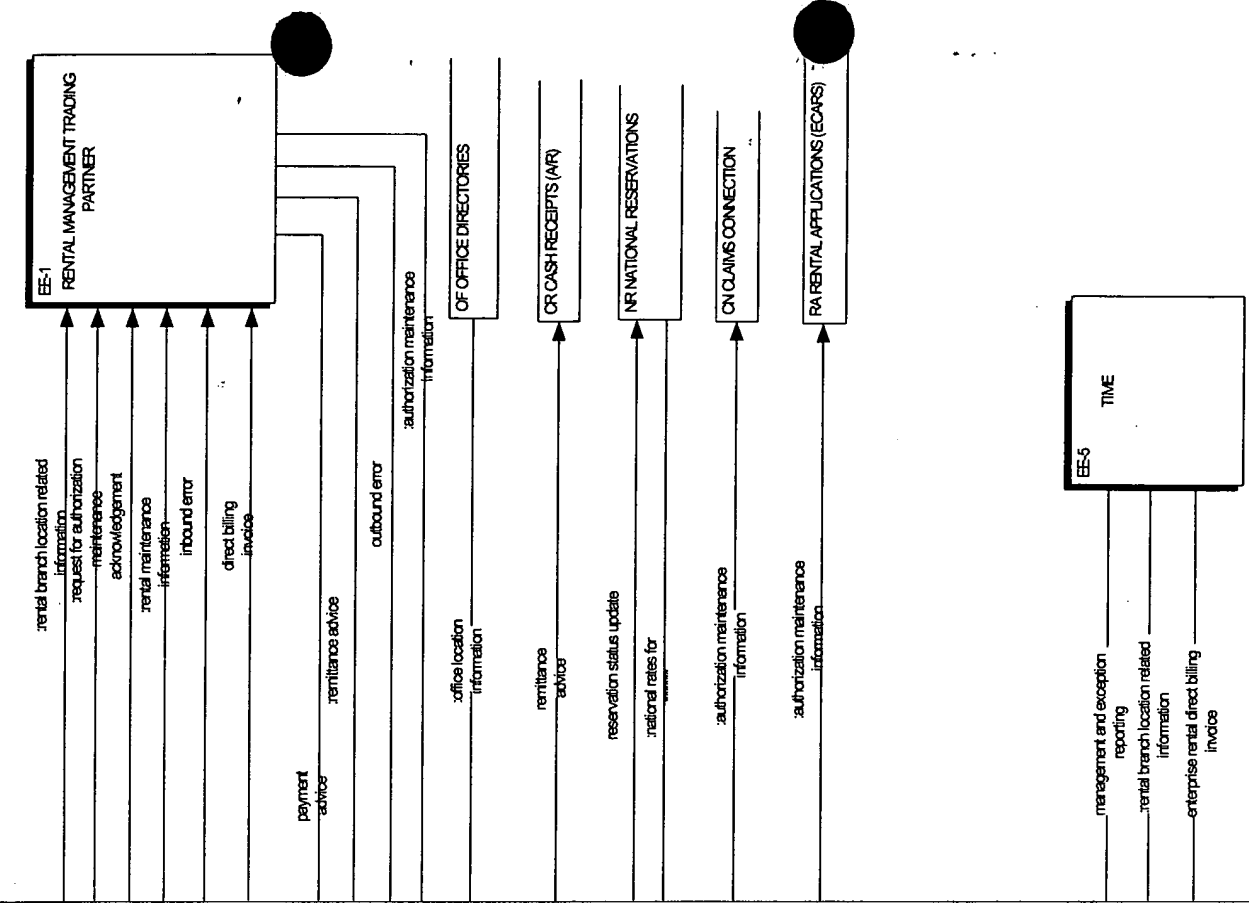 EE-1
RENTAL MANAGEMENT TRADING
PARTNER
:rental branch location related
information
:request for authorization
maintenance
acknowledgement
:rental maintenance
information
inbound error
direct billing
invoice
payment
advice
:remittance advice
outbound error
:authorization maintenance
information
OF OFFICE DIRECTORIES
:office location
information
CR CASH RECEIPTS (A/R)
remittance
advice
NR NATIONAL RESERVATIONS
reservation status update
:national rates for
CN CLAIMS CONNECTION
:authorization maintenance
information
RA RENTAL APPLICATIONS (ECARS)
:authorization maintenance
information
EE-5
TIME
management and exception
reporting
:rental branch location related
information
enterprise rental direct billing
invoice